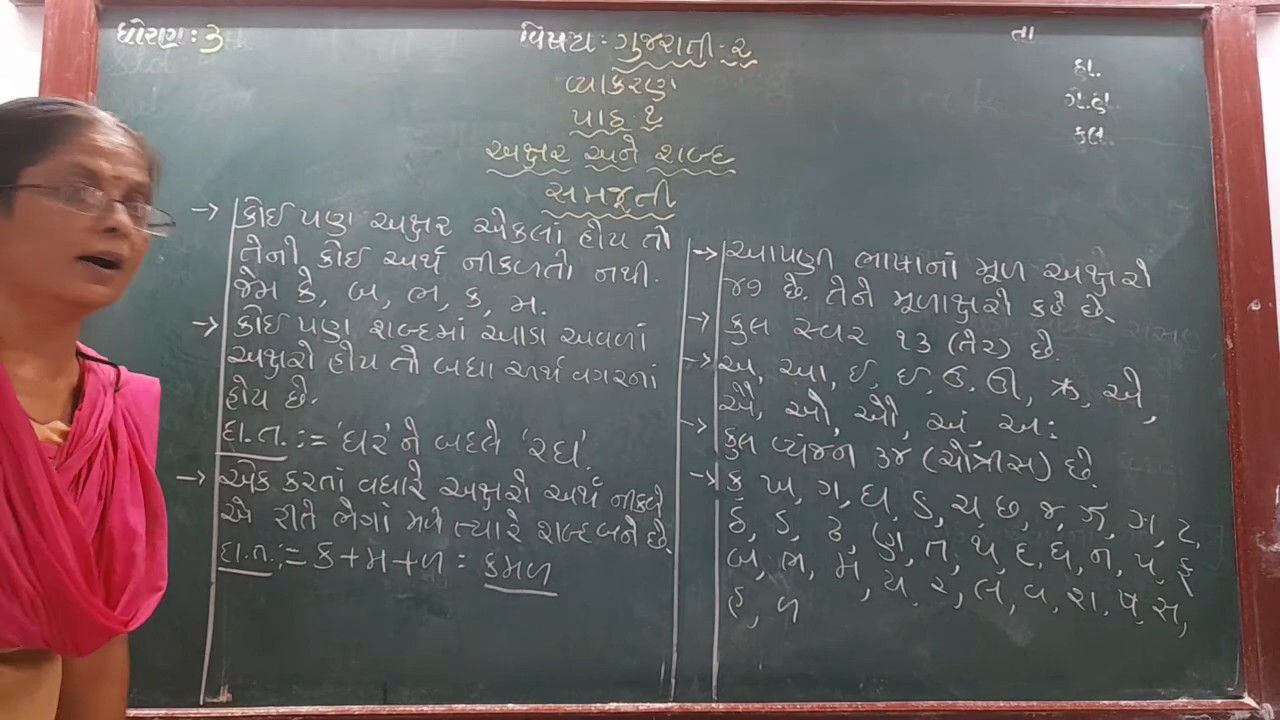 ધોરણ: 3
વિષય: ગુજરાતી-૨
તા
વ્યાકરણ
પાઠ ૧
અક્ષર અને શબ્દ
સમજૂતી
હા.
ગે.હા.
કુલ.
→ કોઈ પણ અક્ષર એકલાં હોય તો
તેનો કોઈ અર્થ નીકળતો નથી.
જેમ કે, બ, ભ, ક, મ.
→ કોઈ પણ શબ્દમાં આડા અવળાં
અક્ષરો હોય તો બધા અર્થ વગરનાં
હોય છે.
દા.ત. := 'ઘર' ને બદલે 'રઘ'.
→ એક કરતાં વધારે અક્ષરો અર્થ નીકળે
એ રીતે ભેગાં મળે ત્યારે શબ્દ બને છે.
દા.ત. := ક+મ+ળ = કમળ
→ આપણી ભાષાનાં મૂળ અક્ષરો
૪૭ છે. તેને મૂળાક્ષરો કહે છે.
→ કુલ સ્વર ૧૩ (તેર) છે.
→ અ, આ, ઇ, ઈ, ઉ, ઊ, ઋ, એ,
ઐ, ઓ, ઔ, અં અઃ
→ કુલ વ્યંજન ૩૪ (ચોંત્રીસ) છે.
→ ક, ખ, ગ, ઘ, ઙ, ચ, છ, જ, ઝ, ઞ, ટ,
ઠ, ડ, ઢ, ણ, ત, થ, દ, ધ, ન, પ, ફ
બ, ભ, મ, ય, ર, લ, વ, શ, ષ, સ,
હ, ળ